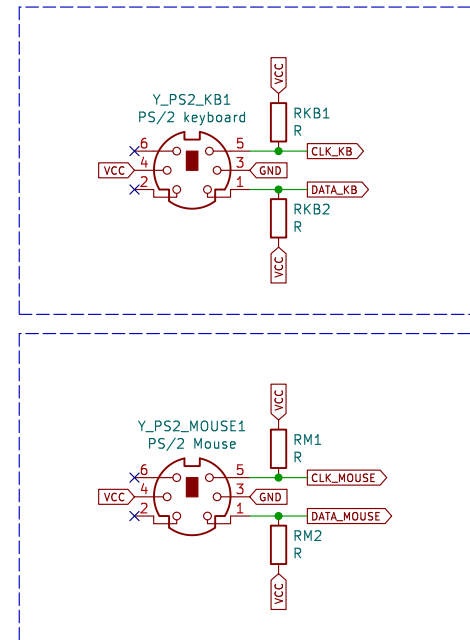 VCC
Y_PS2_KB1
PS/2 keyboard
RKB1
R
6
5
CLK_KB
VCC
4
3
GND
2
1
DATA_KB
RKB2
R
VCC
VCC
Y_PS2_MOUSE1
PS/2 Mouse
RM1
R
6
5
CLK_MOUSE
VCC
4
3
GND
2
1
DATA_MOUSE
RM2
R
VCC